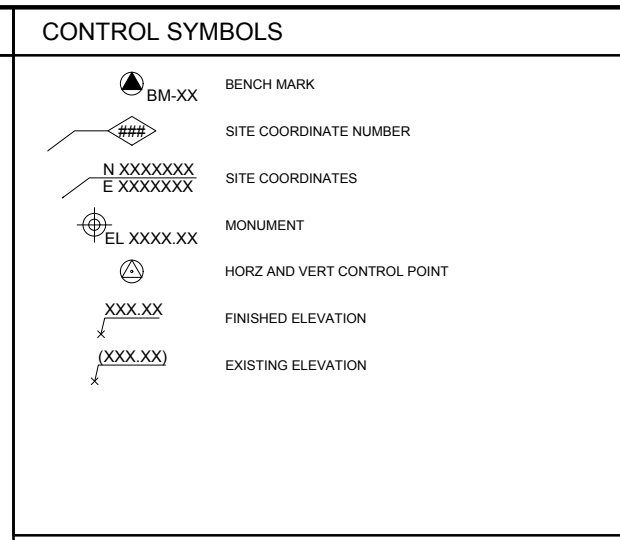 CONTROL SYMBOLS
BM-XX BENCH MARK
### SITE COORDINATE NUMBER
N XXXXXXX
E XXXXXXX SITE COORDINATES
EL XXXX.XX MONUMENT
HORZ AND VERT CONTROL POINT
XXX.XX FINISHED ELEVATION
(XXX.XX) EXISTING ELEVATION